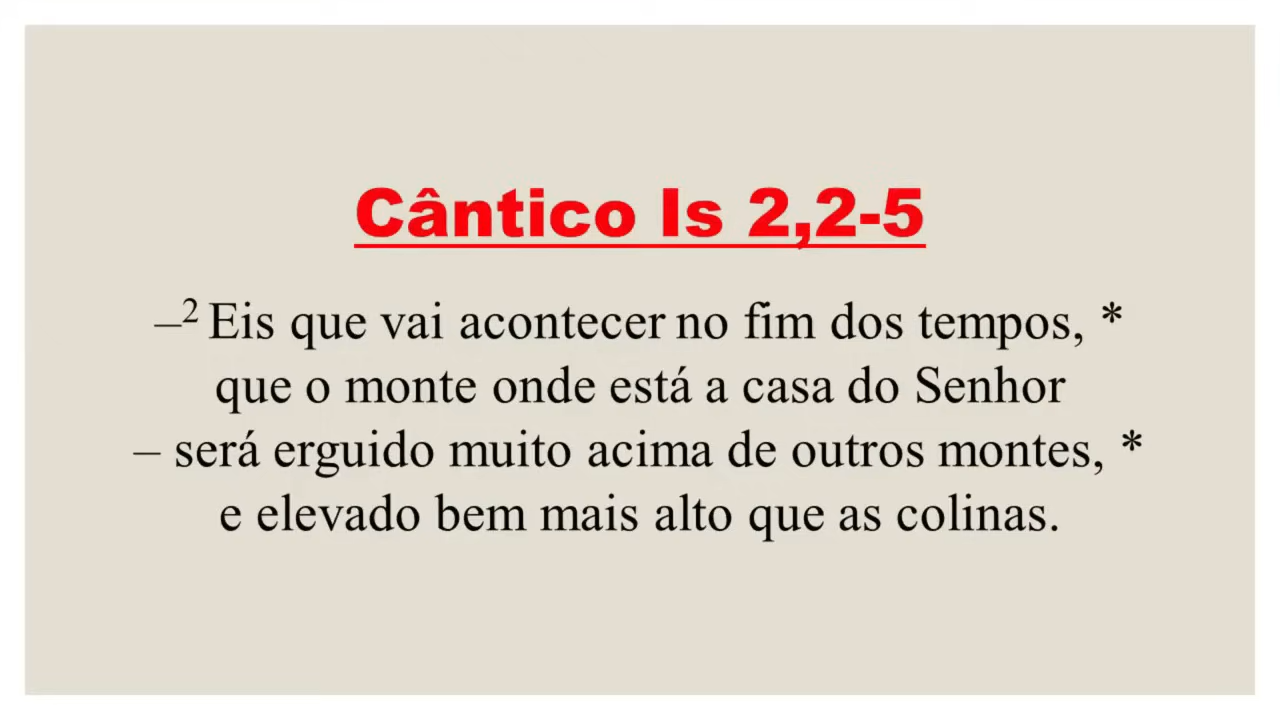 Cântico Is 2,2-5
–² Eis que vai acontecer no fim dos tempos, *
que o monte onde está a casa do Senhor
– será erguido muito acima de outros montes, *
e elevado bem mais alto que as colinas.